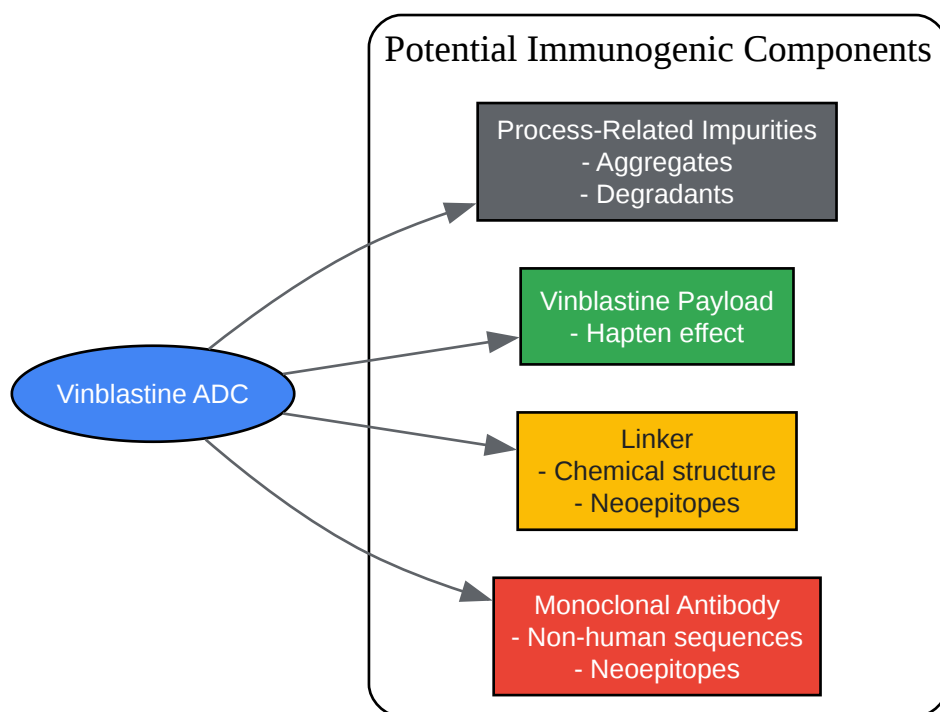 Potential Immunogenic Components
Process-Related Impurities
- Aggregates
- Degradants
Vinblastine Payload
- Hapten effect
Vinblastine ADC
Linker
- Chemical structure
- Neoepitopes
Monoclonal Antibody
- Non-human sequences
- Neoepitopes